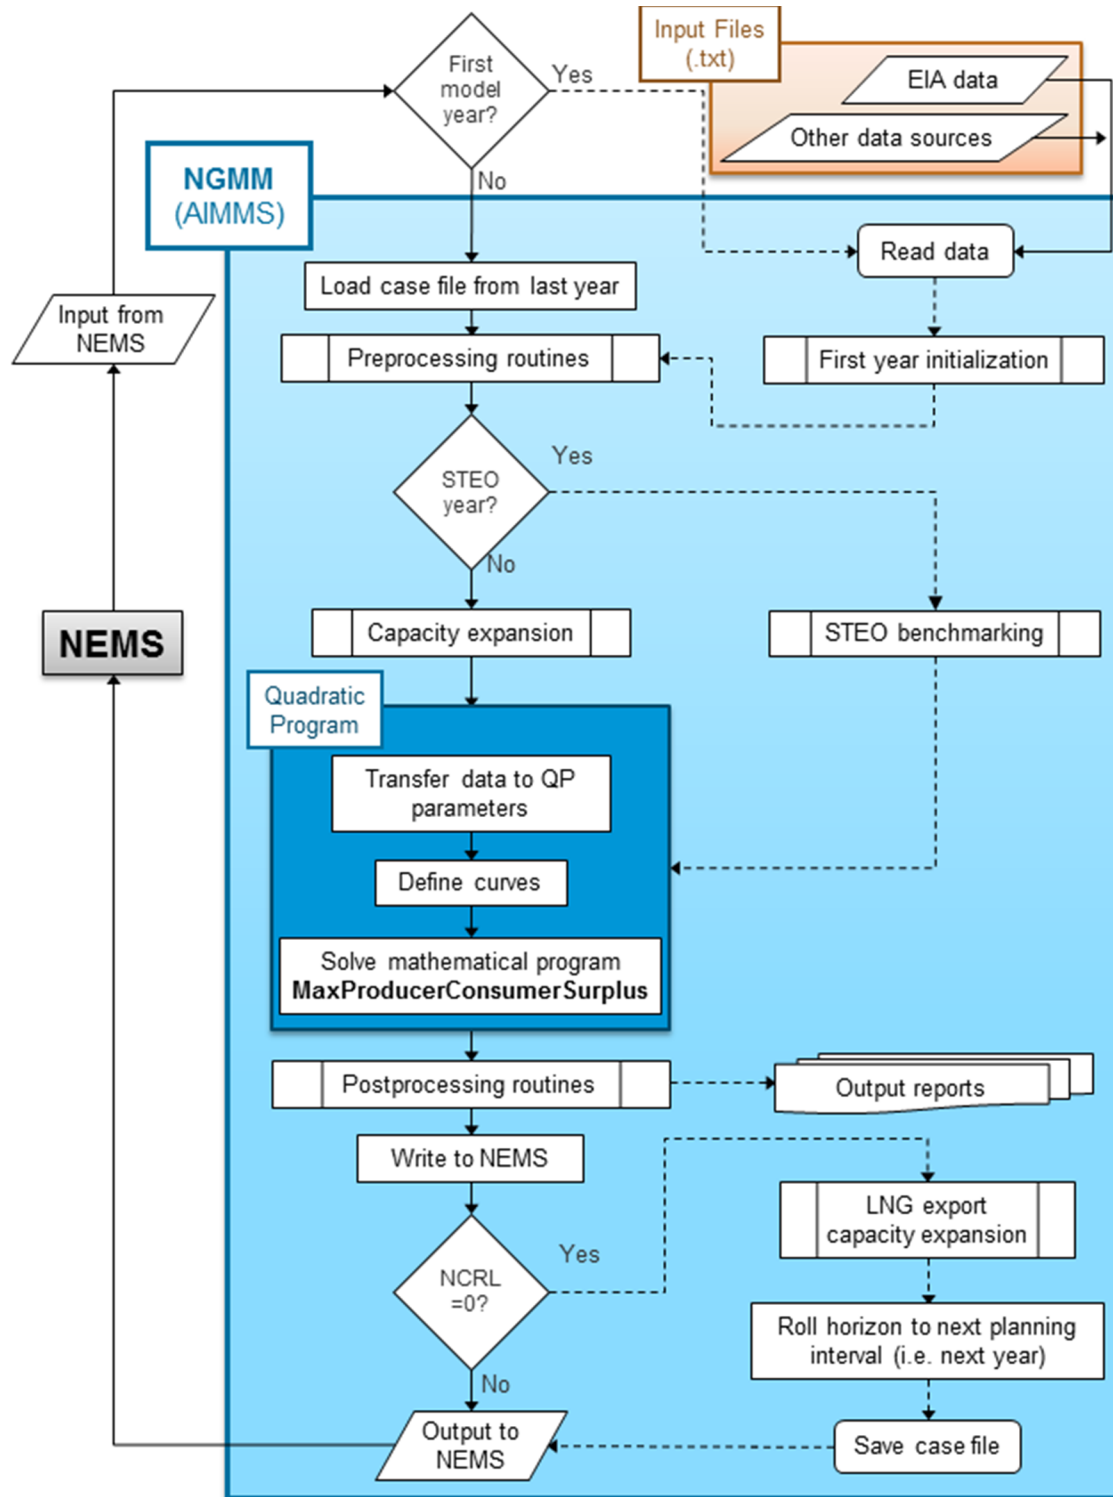 First
model
year?
Yes
No
Input Files
(.txt)
EIA data
Other data sources
NGMM
(AIMMS)
Read data
Load case file from last year
Input from
NEMS
Preprocessing routines
First year initialization
STEO
year?
Yes
No
NEMS
Capacity expansion
STEO benchmarking
Quadratic
Program
Transfer data to QP
parameters
Define curves
Solve mathematical program
MaxProducerConsumerSurplus
Postprocessing routines
Output reports
Write to NEMS
LNG export
capacity expansion
NCRL
=0?
Yes
No
Roll horizon to next planning
interval (i.e. next year)
Output to
NEMS
Save case file